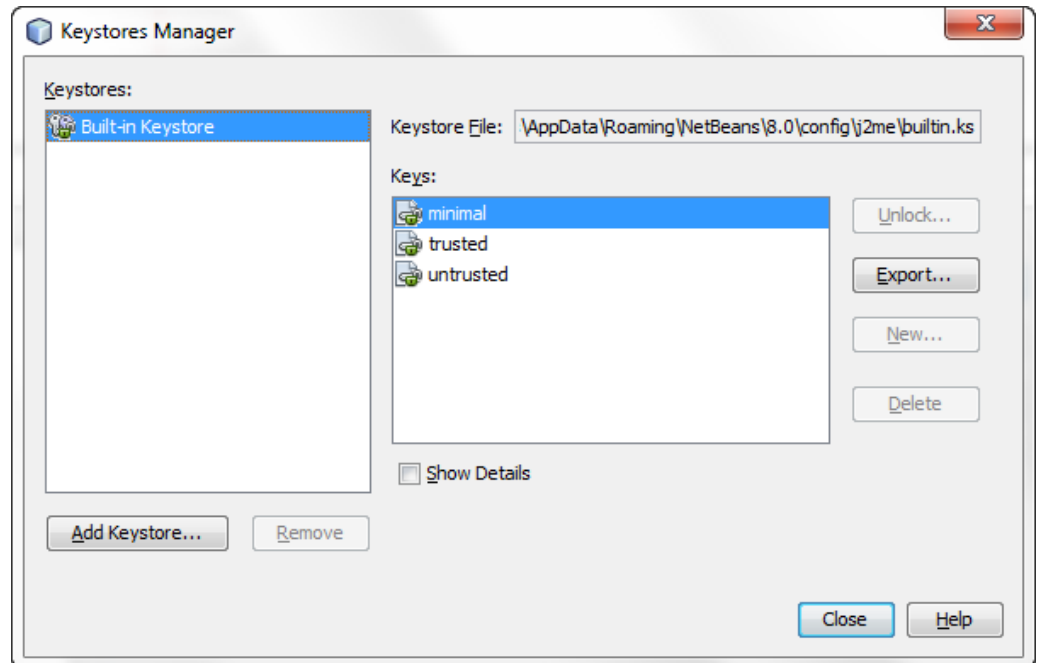 Keystores Manager
Keystores:
Built-in Keystore
Keystore File: \AppData\Roaming\NetBeans\8.0\config\j2me\builtin.ks
Keys:
minimal
trusted
untrusted
Unlock...
Export...
New...
Delete
Show Details
Add Keystore...
Remove
Close
Help